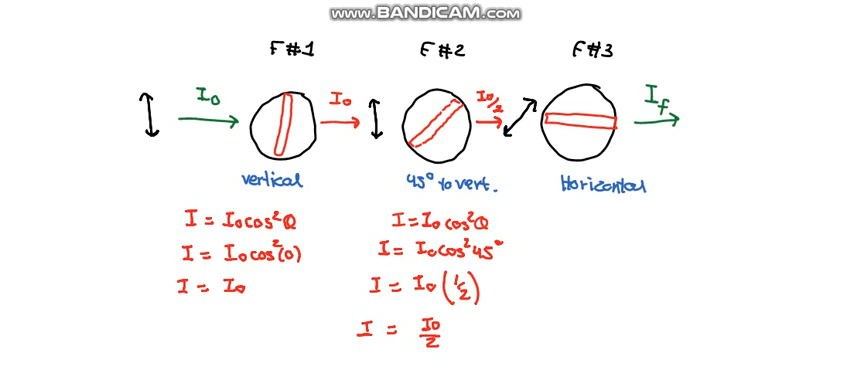 www.BANDICAM.com
F#1 F#2 F#3
I₀ I₀ I₀/2 I_f
vertical 45° to vert. Horizontal
I = I₀cos²θ I = I₀cos²θ
I = I₀cos²(0) I = I₀cos²45°
I = I₀ I = I₀(1/2)
I = I₀/2